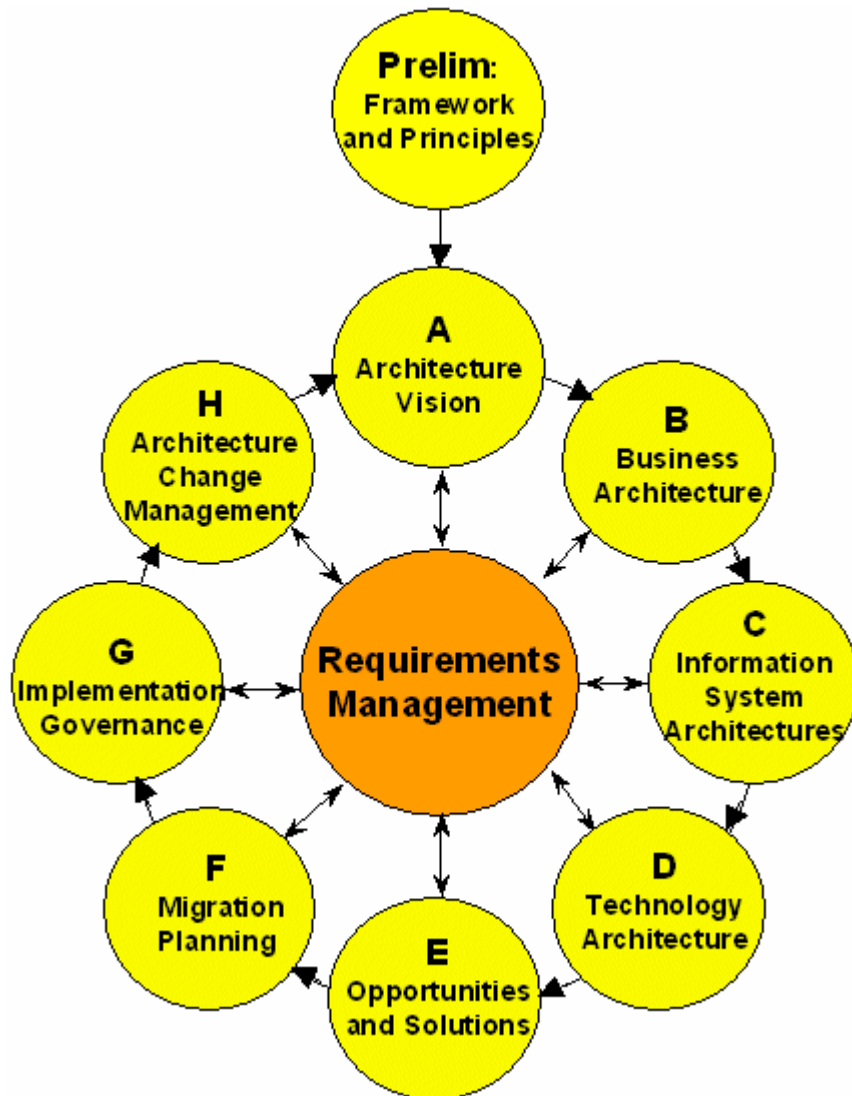 Prelim:
Framework
and Principles
A
Architecture
Vision
B
Business
Architecture
C
Information
System
Architectures
D
Technology
Architecture
E
Opportunities
and Solutions
F
Migration
Planning
G
Implementation
Governance
H
Architecture
Change
Management
Requirements
Management